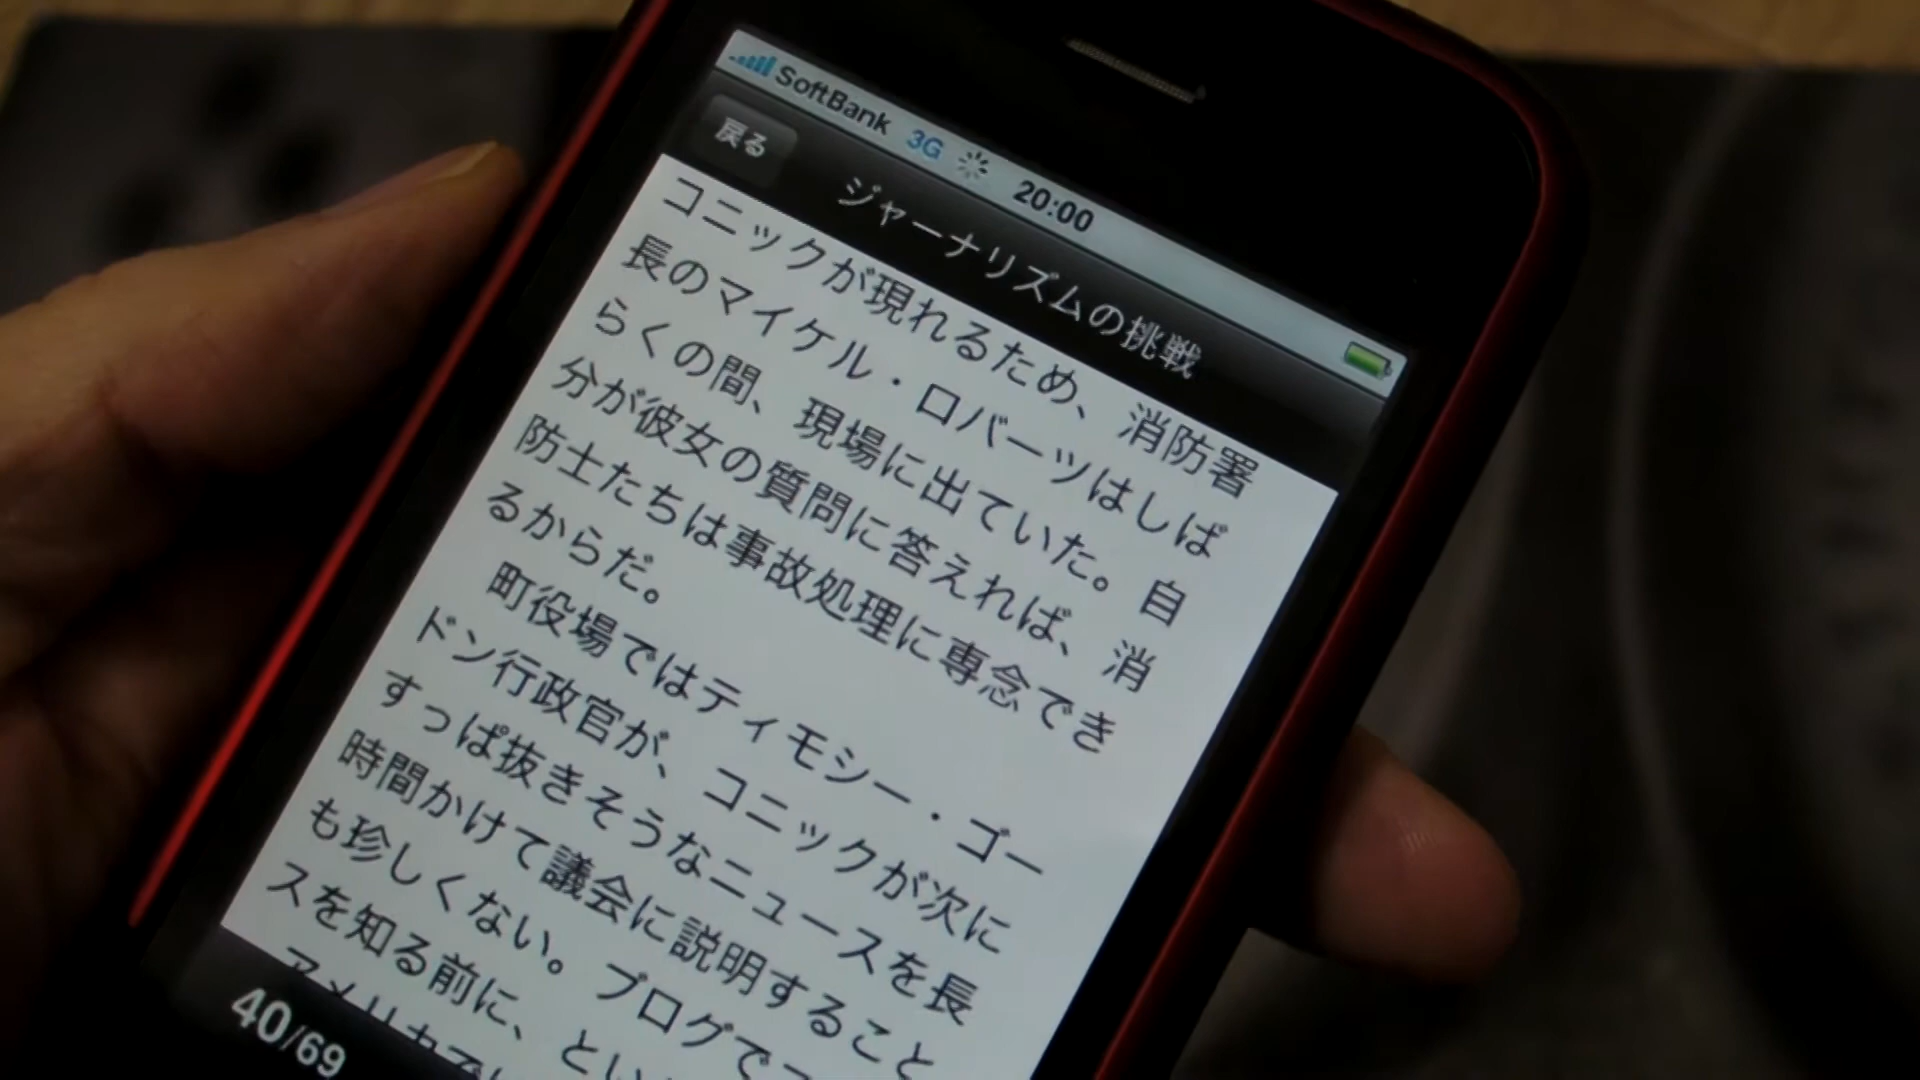 SoftBank 3G 20:00
戻る ジャーナリズムの挑戦
コニックが現れるため、消防署
長のマイケル・ロバーツはしば
らくの間、現場に出ていた。自
分が彼女の質問に答えれば、消
防士たちは事故処理に専念でき
るからだ。
町役場ではティモシー・ゴー
ドン行政官が、コニックが次に
すっぱ抜きそうなニュースを長
時間かけて議会に説明すること
も珍しくない。ブログで
スを知る前に、とい
アメリカで
40/69